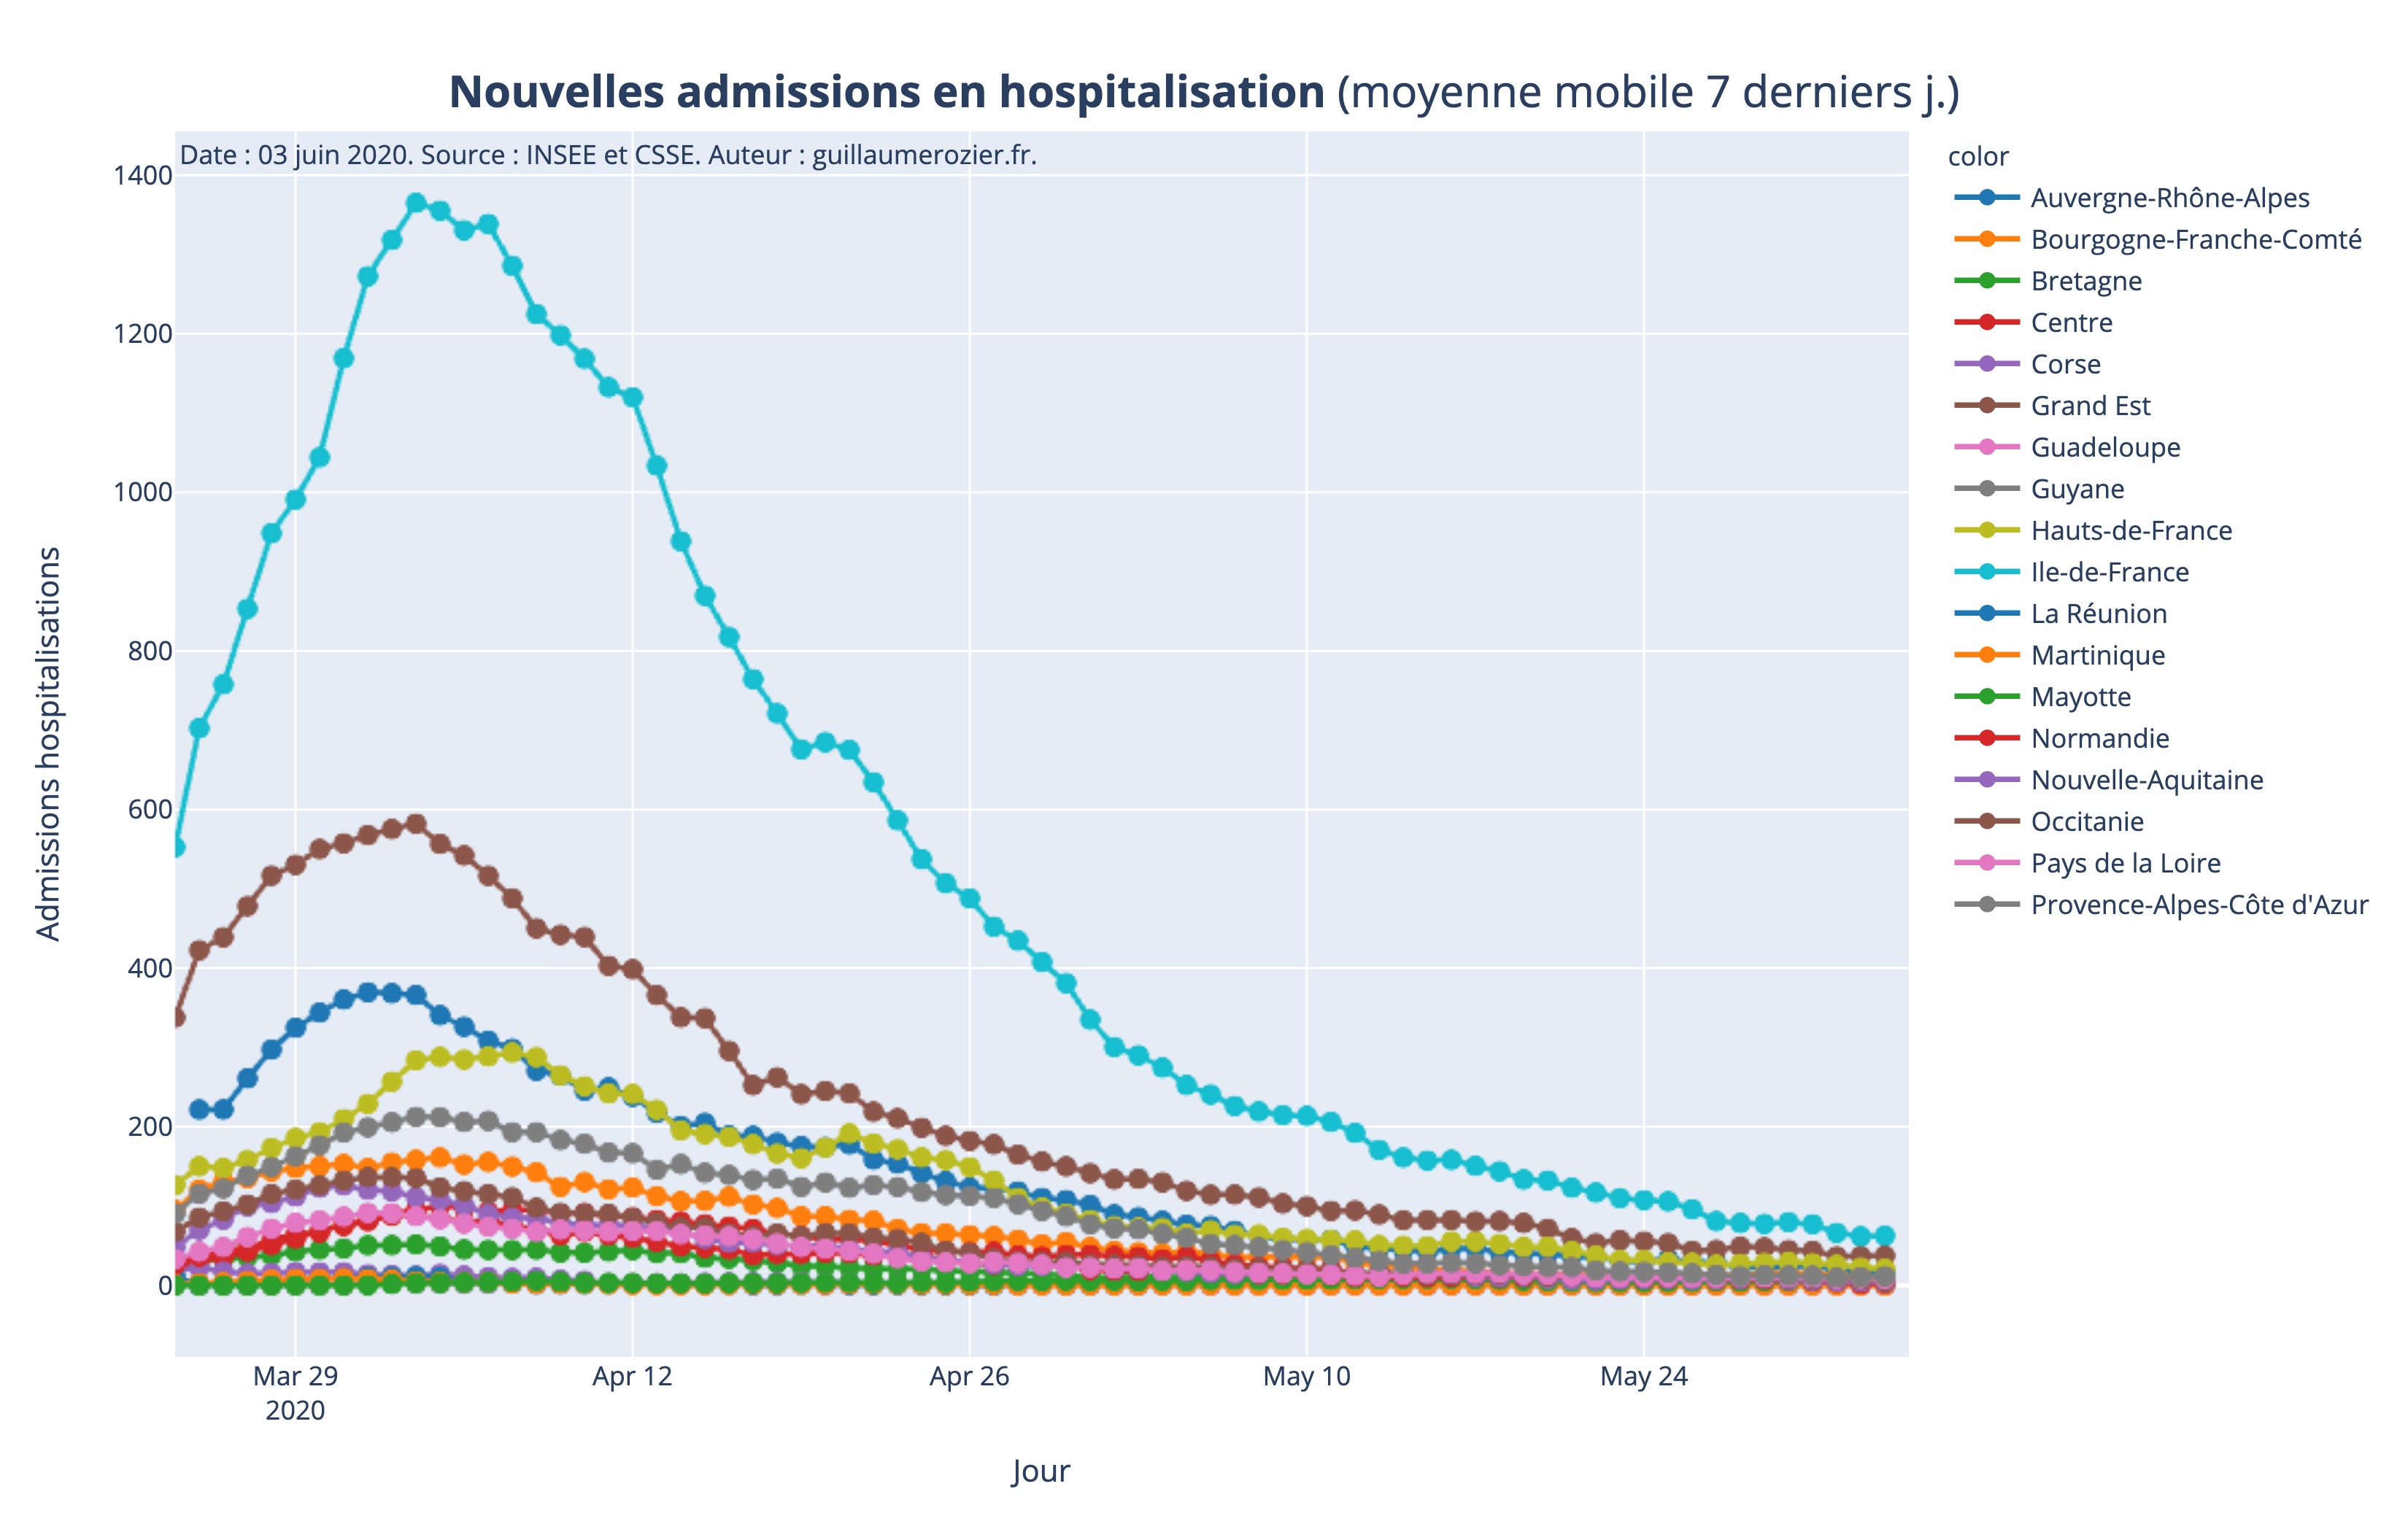 Nouvelles admissions en hospitalisation (moyenne mobile 7 derniers j.)
Date : 03 juin 2020. Source : INSEE et CSSE. Auteur : guillaumerozier.fr.
1400
1200
1000
800
600
400
200
0
Admissions hospitalisations
Mar 29
2020
Apr 12
Apr 26
May 10
May 24
Jour
color
Auvergne-Rhône-Alpes
Bourgogne-Franche-Comté
Bretagne
Centre
Corse
Grand Est
Guadeloupe
Guyane
Hauts-de-France
Ile-de-France
La Réunion
Martinique
Mayotte
Normandie
Nouvelle-Aquitaine
Occitanie
Pays de la Loire
Provence-Alpes-Côte d'Azur